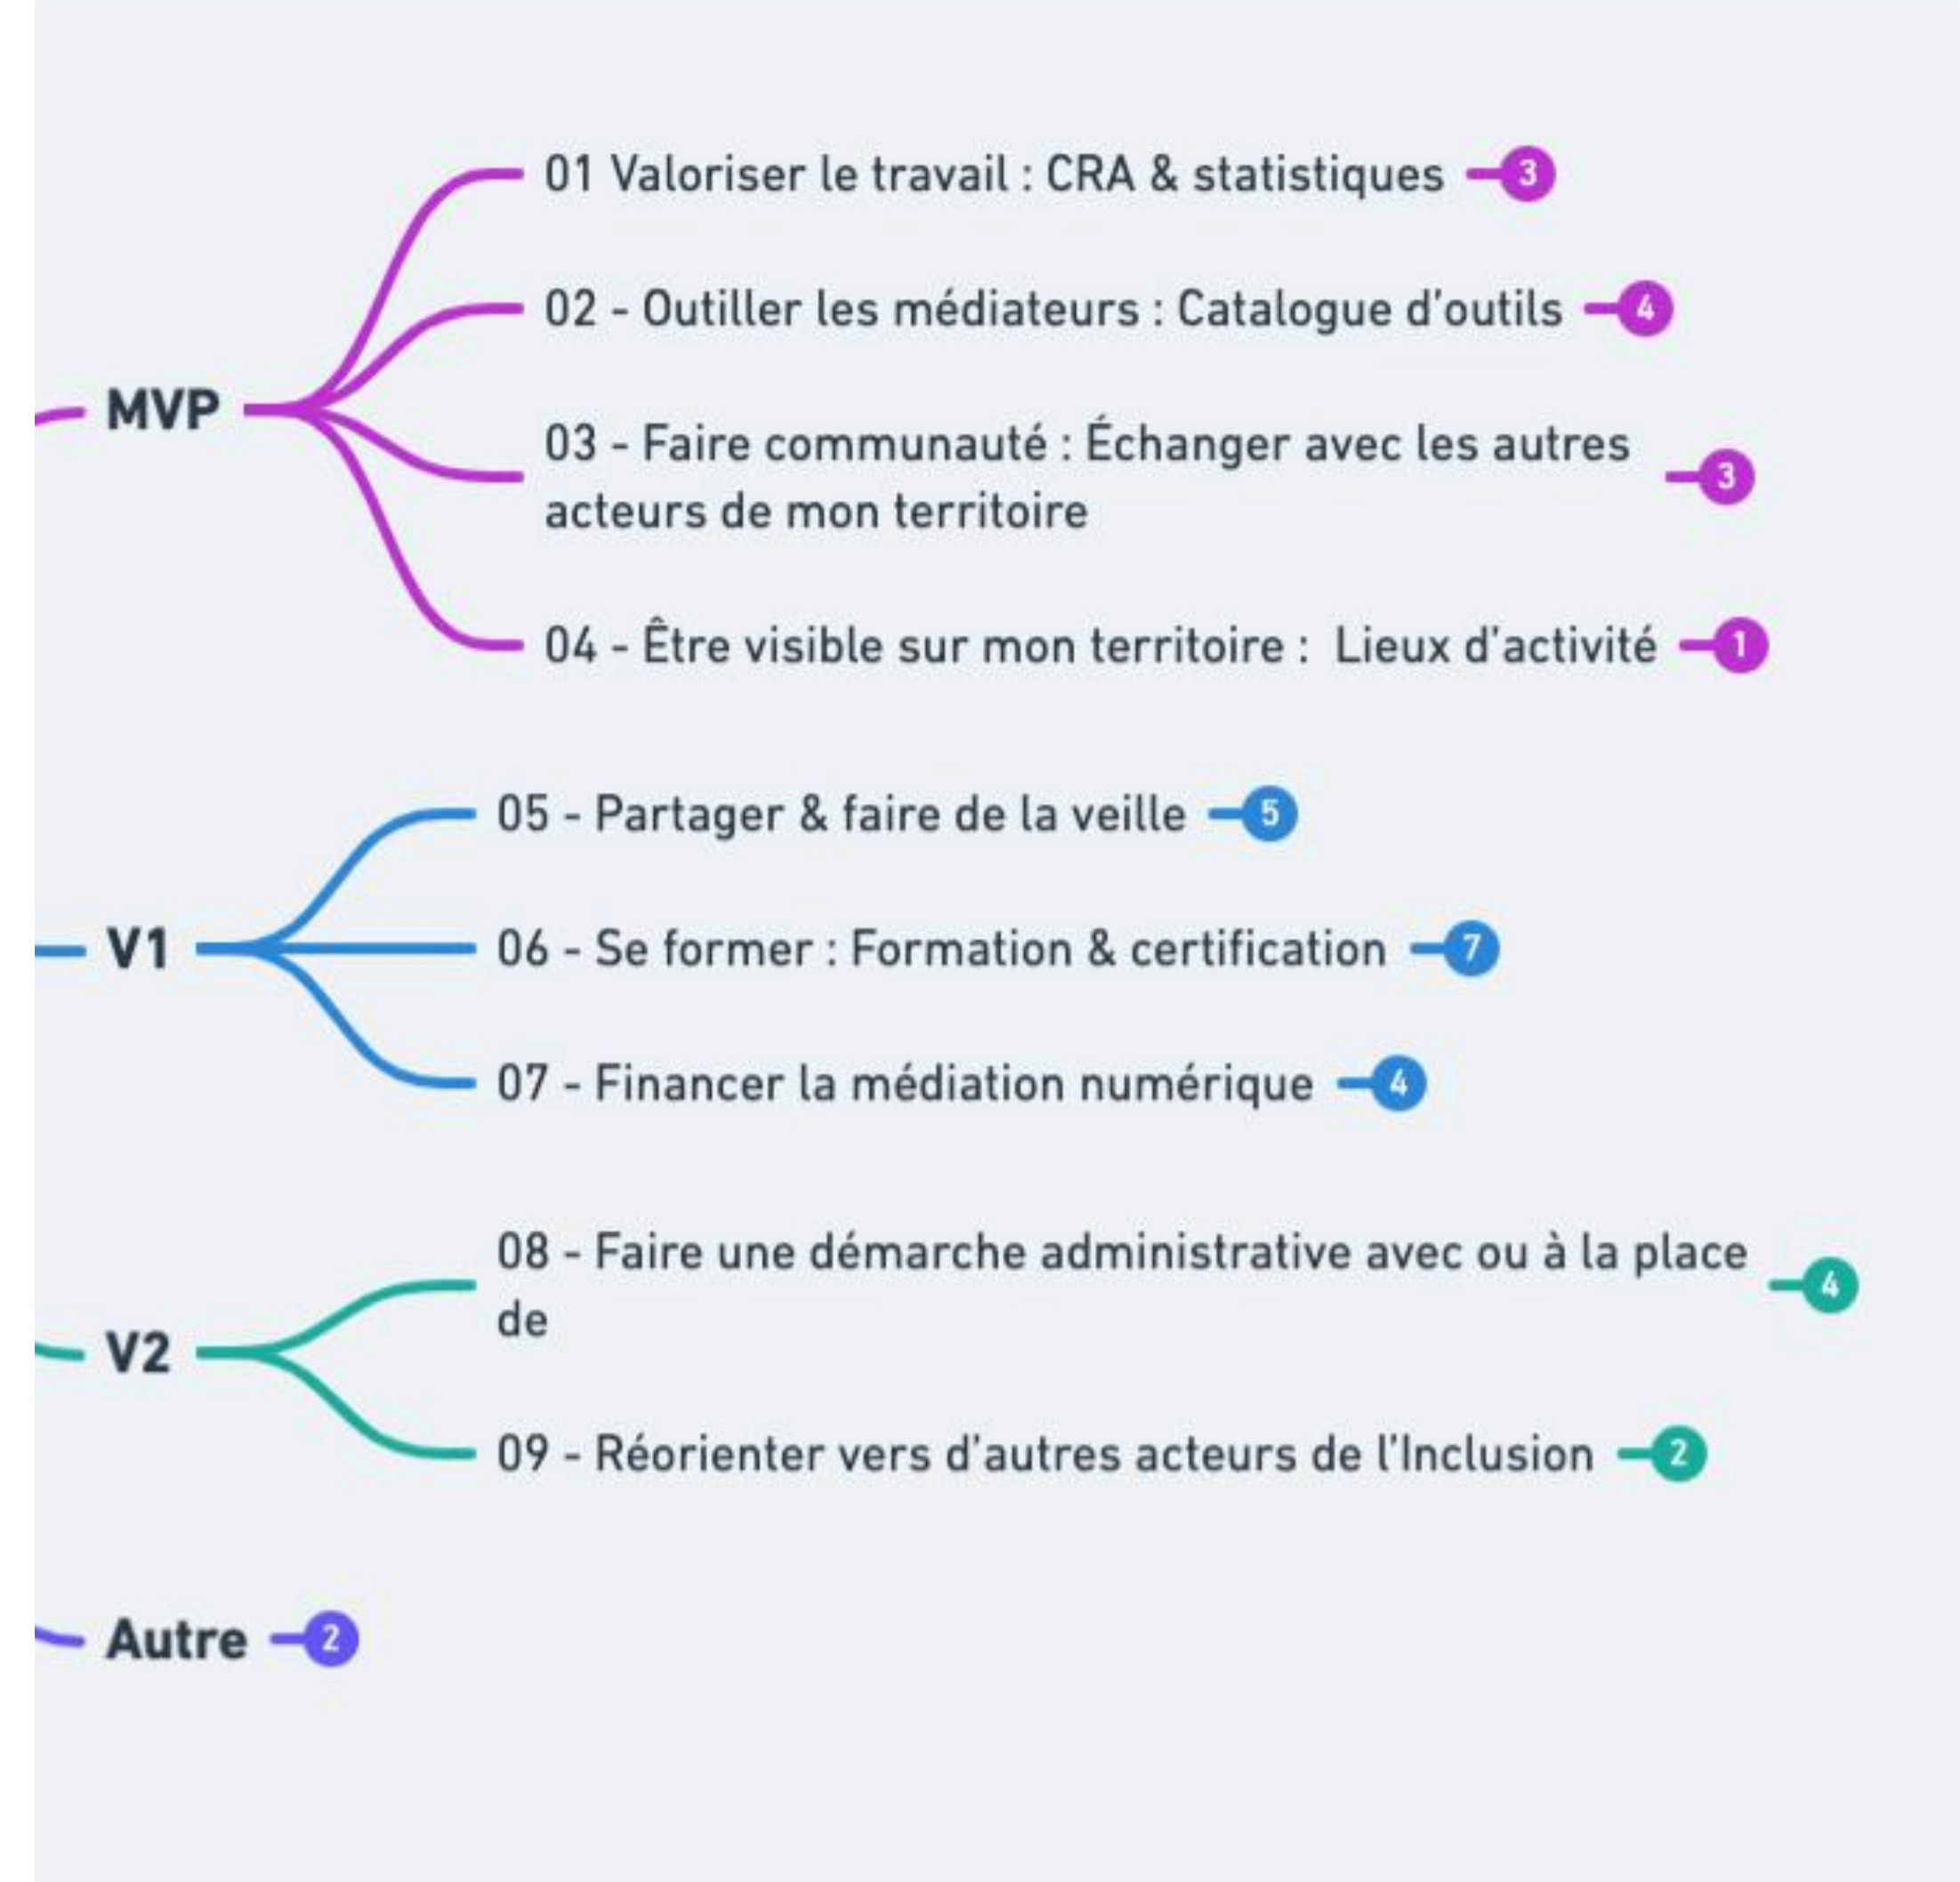 01 Valoriser le travail : CRA & statistiques 3
02 - Outiller les médiateurs : Catalogue d'outils 4
MVP
03 - Faire communauté : Échanger avec les autres
acteurs de mon territoire 3
04 - Être visible sur mon territoire :  Lieux d'activité 1
05 - Partager & faire de la veille 5
V1
06 - Se former : Formation & certification 7
07 - Financer la médiation numérique 4
08 - Faire une démarche administrative avec ou à la place
de 4
V2
09 - Réorienter vers d'autres acteurs de l'Inclusion 2
Autre 2